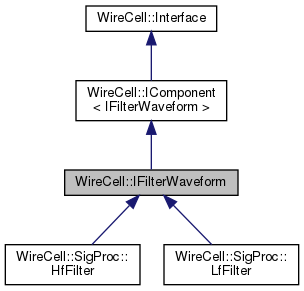 WireCell::Interface
WireCell::IComponent
< IFilterWaveform >
WireCell::IFilterWaveform
WireCell::SigProc::
HfFilter
WireCell::SigProc::
LfFilter